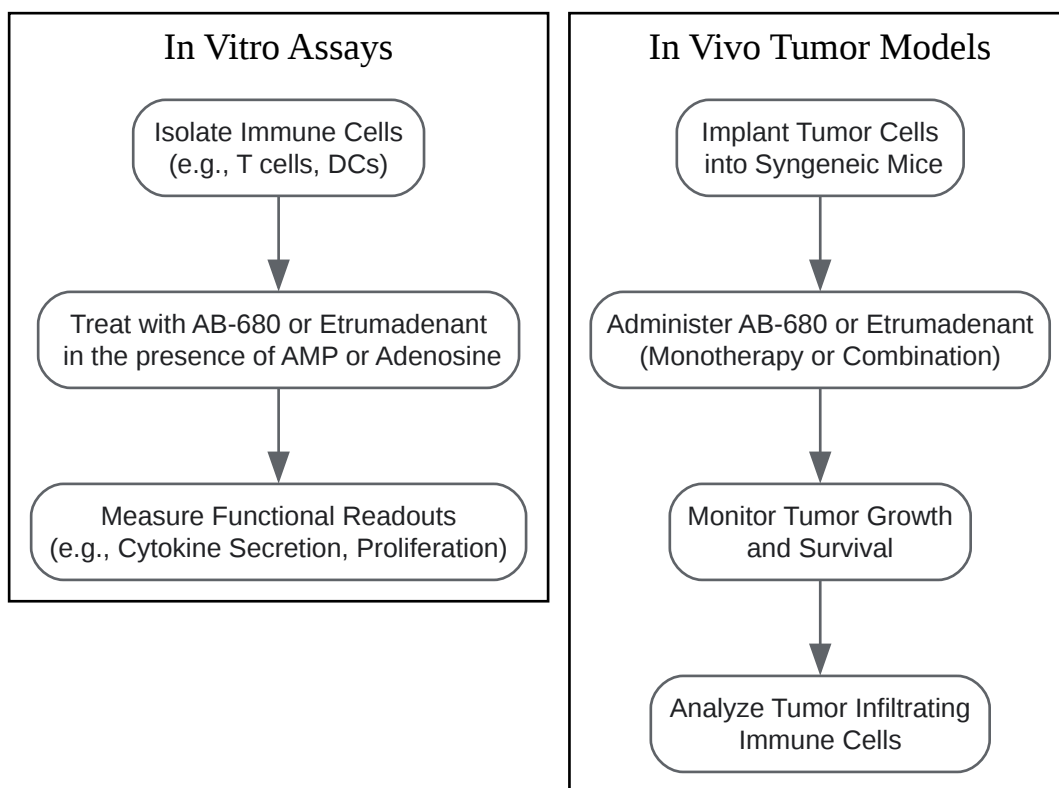 In Vitro Assays
Isolate Immune Cells
(e.g., T cells, DCs)
Treat with AB-680 or Etrumadenant
in the presence of AMP or Adenosine
Measure Functional Readouts
(e.g., Cytokine Secretion, Proliferation)
In Vivo Tumor Models
Implant Tumor Cells
into Syngeneic Mice
Administer AB-680 or Etrumadenant
(Monotherapy or Combination)
Monitor Tumor Growth
and Survival
Analyze Tumor Infiltrating
Immune Cells